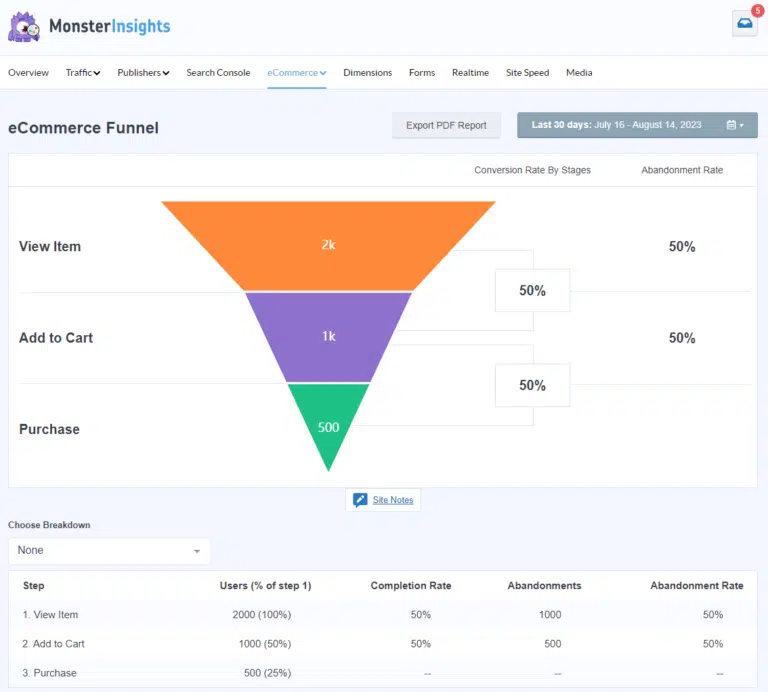 MonsterInsights
5
Overview Traffic Publishers Search Console eCommerce Dimensions Forms Realtime Site Speed Media
eCommerce Funnel
Export PDF Report
Last 30 days: July 16 - August 14, 2023
Conversion Rate By Stages Abandonment Rate
View Item 2k 50%
50%
Add to Cart 1k 50%
50%
Purchase 500
Site Notes
Choose Breakdown
None
Step Users (% of step 1) Completion Rate Abandonments Abandonment Rate
1. View Item 2000 (100%) 50% 1000 50%
2. Add to Cart 1000 (50%) 50% 500 50%
3. Purchase 500 (25%) -- -- --